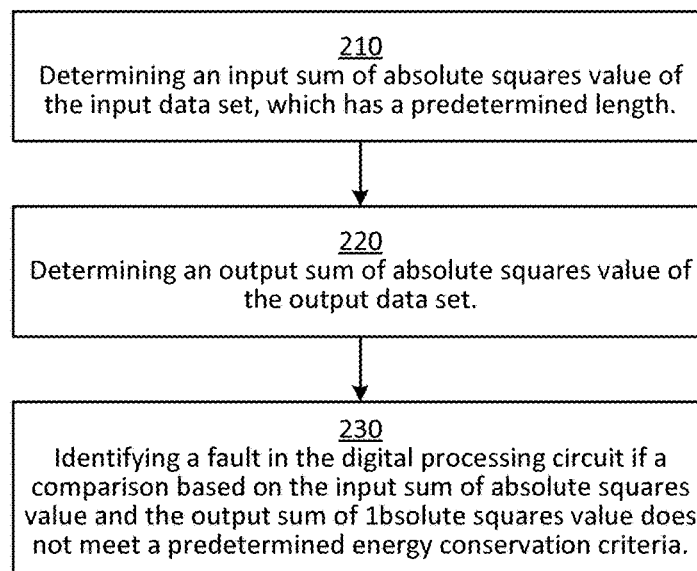 210
Determining an input sum of absolute squares value of
the input data set, which has a predetermined length.
220
Determining an output sum of absolute squares value of
the output data set.
230
Identifying a fault in the digital processing circuit if a
comparison based on the input sum of absolute squares
value and the output sum of 1bsolute squares value does
not meet a predetermined energy conservation criteria.